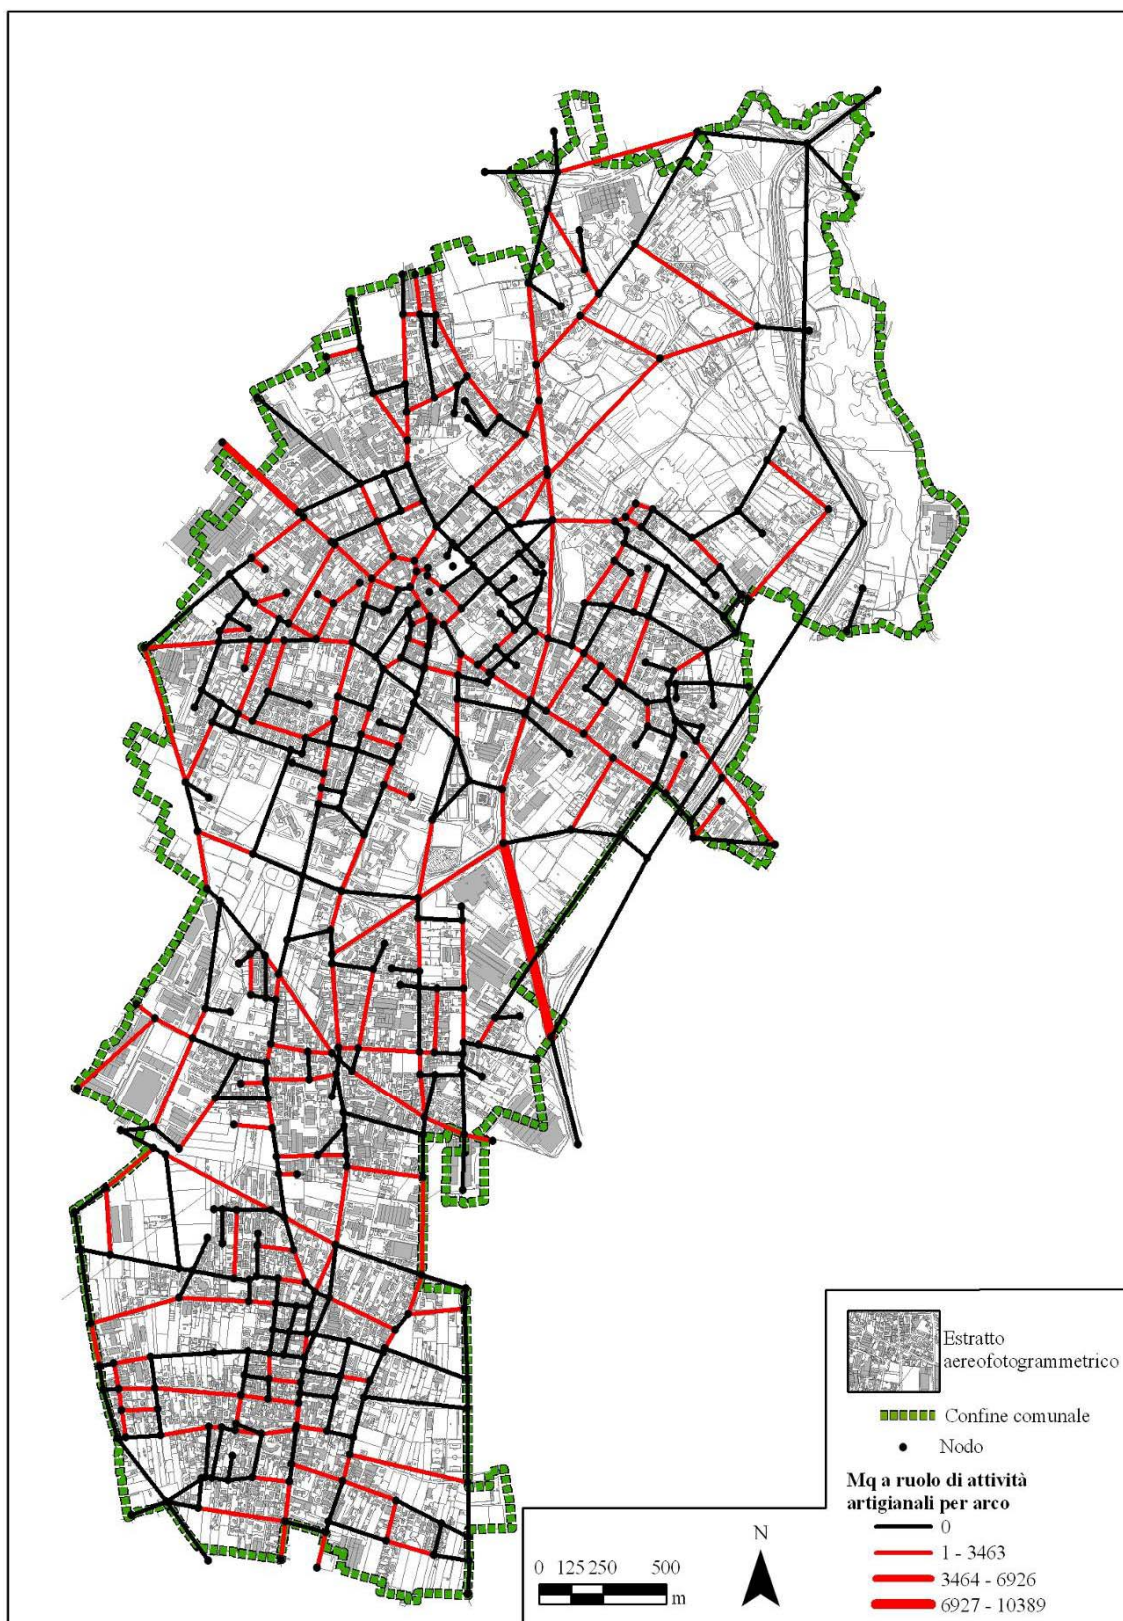 Estratto
aereofotogrammetrico
Confine comunale
Nodo
Mq a ruolo di attività
artigianali per arco
0
1 - 3463
3464 - 6926
6927 - 10389
N
0 125 250 500
m